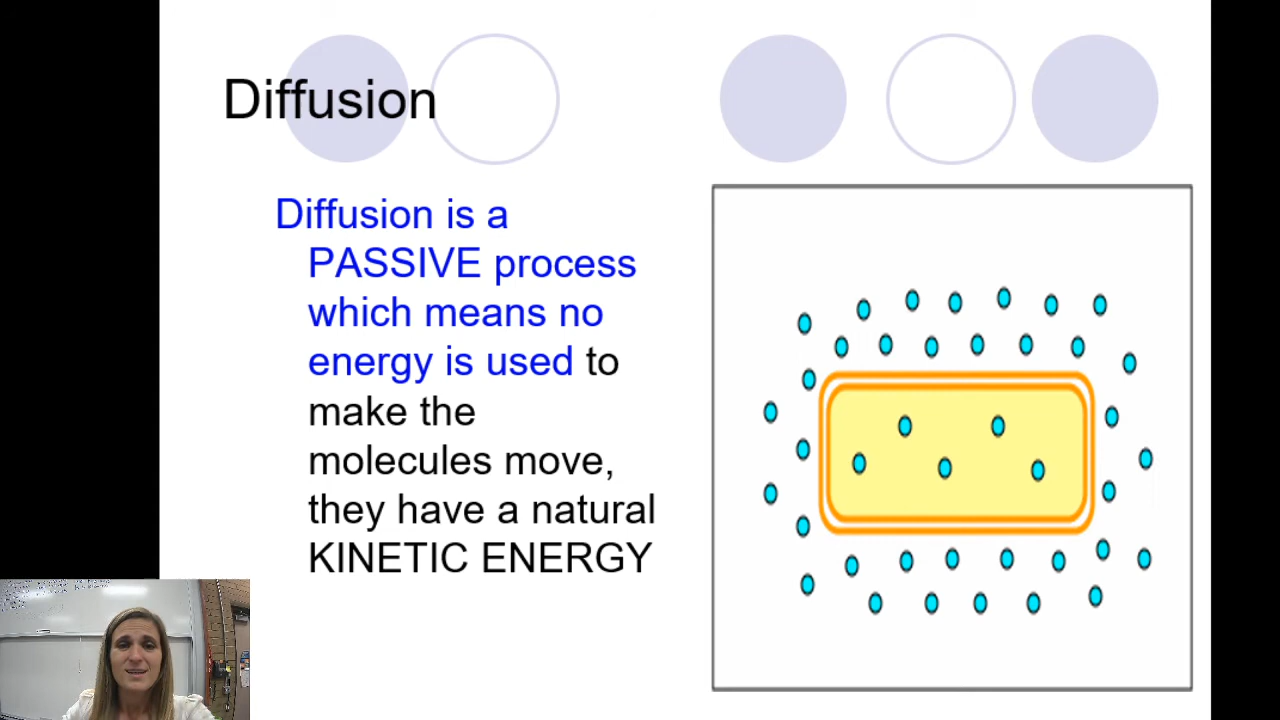 Diffusion
Diffusion is a
PASSIVE process
which means no
energy is used to
make the
molecules move,
they have a natural
KINETIC ENERGY